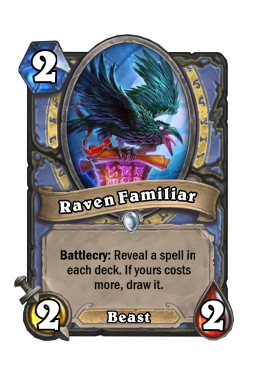 2
Raven Familiar
Battlecry: Reveal a spell in
each deck. If yours costs
more, draw it.
2
Beast
2